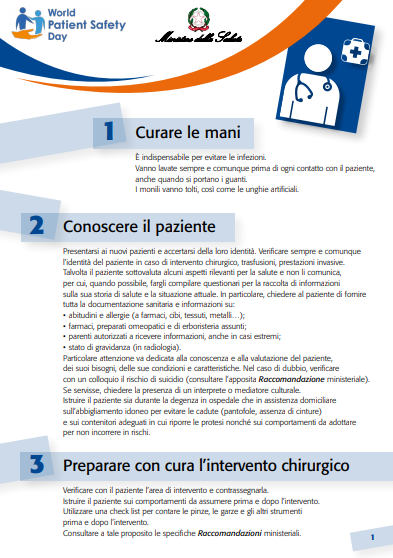 World
Patient Safety
Day
Ministero della Salute
1 Curare le mani
È indispensabile per evitare le infezioni.
Vanno lavate sempre e comunque prima di ogni contatto con il paziente,
anche quando si portano i guanti.
I monili vanno tolti, così come le unghie artificiali.
2 Conoscere il paziente
Presentarsi ai nuovi pazienti e accertarsi della loro identità. Verificare sempre e comunque
l'identità del paziente in caso di intervento chirurgico, trasfusioni, prestazioni invasive.
Talvolta il paziente sottovaluta alcuni aspetti rilevanti per la salute e non li comunica,
per cui, quando possibile, fargli compilare questionari per la raccolta di informazioni
sulla sua storia di salute e la situazione attuale. In particolare, chiedere al paziente di fornire
tutta la documentazione sanitaria e informazioni su:
• abitudini e allergie (a farmaci, cibi, tessuti, metalli…);
• farmaci, preparati omeopatici e di erboristeria assunti;
• parenti autorizzati a ricevere informazioni, anche in casi estremi;
• stato di gravidanza (in radiologia).
Particolare attenzione va dedicata alla conoscenza e alla valutazione del paziente,
dei suoi bisogni, delle sue condizioni e caratteristiche. Nel caso di dubbio, verificare
con un colloquio il rischio di suicidio (consultare l'apposita Raccomandazione ministeriale).
Se servisse, chiedere la presenza di un interprete o mediatore culturale.
Istruire il paziente sia durante la degenza in ospedale che in assistenza domiciliare
sull'abbigliamento idoneo per evitare le cadute (pantofole, assenza di cinture)
e sui contenitori adeguati in cui riporre le protesi nonché sui comportamenti da adottare
per non incorrere in rischi.
3 Preparare con cura l'intervento chirurgico
Verificare con il paziente l'area di intervento e contrassegnarla.
Istruire il paziente sui comportamenti da assumere prima e dopo l'intervento.
Utilizzare una check list per contare le pinze, le garze e gli altri strumenti
prima e dopo l'intervento.
Consultare a tale proposito le specifiche Raccomandazioni ministeriali.
1